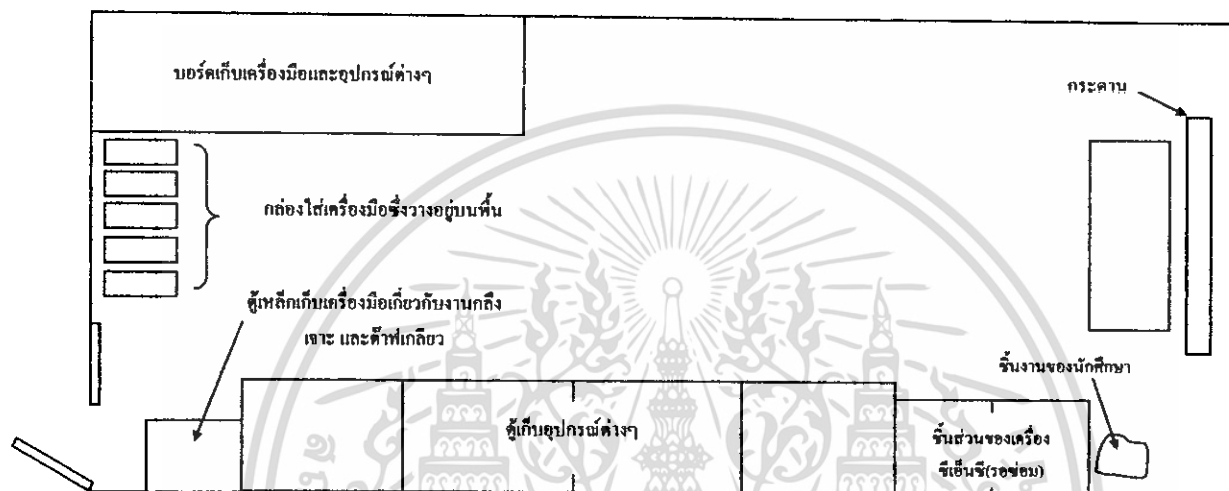 บอร์ดเก็บเครื่องมือและอุปกรณ์ต่างๆ
กระดาน
กล่องใส่เครื่องมือซึ่งวางอยู่บนพื้น
ตู้เหล็กเก็บเครื่องมือเกี่ยวกับงานกลึง
เจาะ และต๊าฟเกลียว
ชิ้นงานของนักศึกษา
ตู้เก็บอุปกรณ์ต่างๆ
ชิ้นส่วนของเครื่อง
ซีเอ็นซี(รอซ่อม)